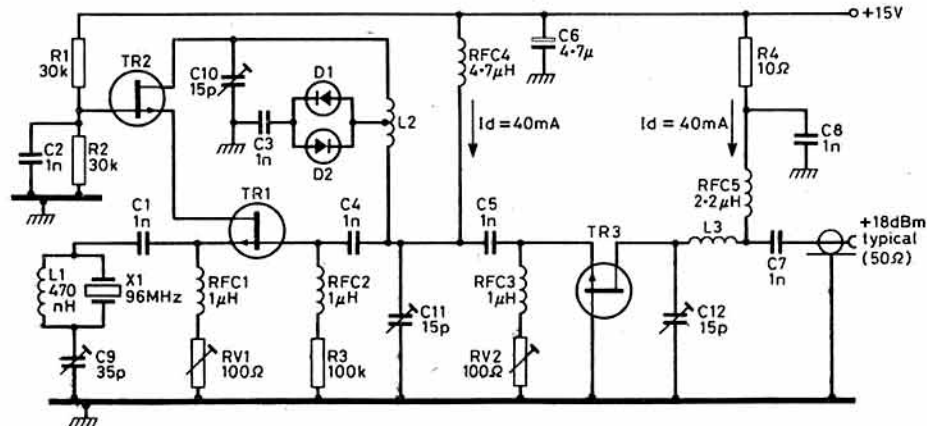 +15V
R1
30k
TR2
C10
15p
D1
D2
C3
1n
L2
RFC4
4·7µH
C6
4·7µ
R4
10Ω
Id=40mA
Id=40mA
C8
1n
C2
1n
R2
30k
TR1
C1
1n
C4
1n
C5
1n
TR3
RFC5
2·2µH
L3
C7
1n
+18dBm
typical
(50Ω)
L1
470
nH
X1
96MHz
RFC1
1µH
RFC2
1µH
C11
15p
RFC3
1µH
C12
15p
C9
35p
RV1
100Ω
R3
100k
RV2
100Ω